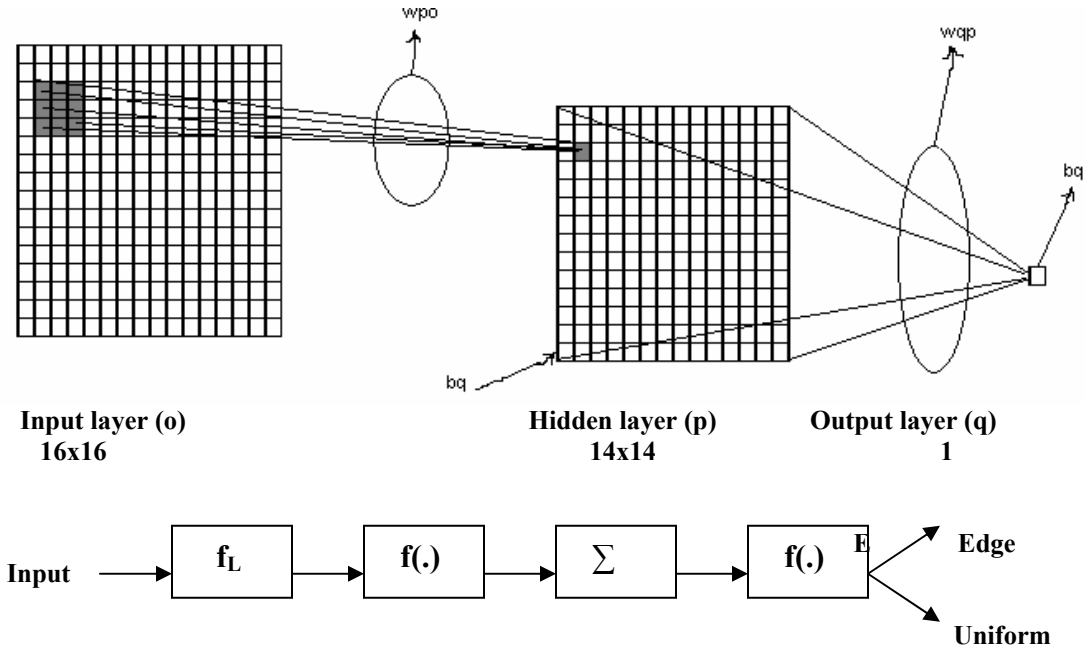 wpo
wqp
bq
bq
Input layer (o)
16x16
Hidden layer (p)
14x14
Output layer (q)
1
Input
fL
f(.)
∑
f(.)
E
Edge
Uniform